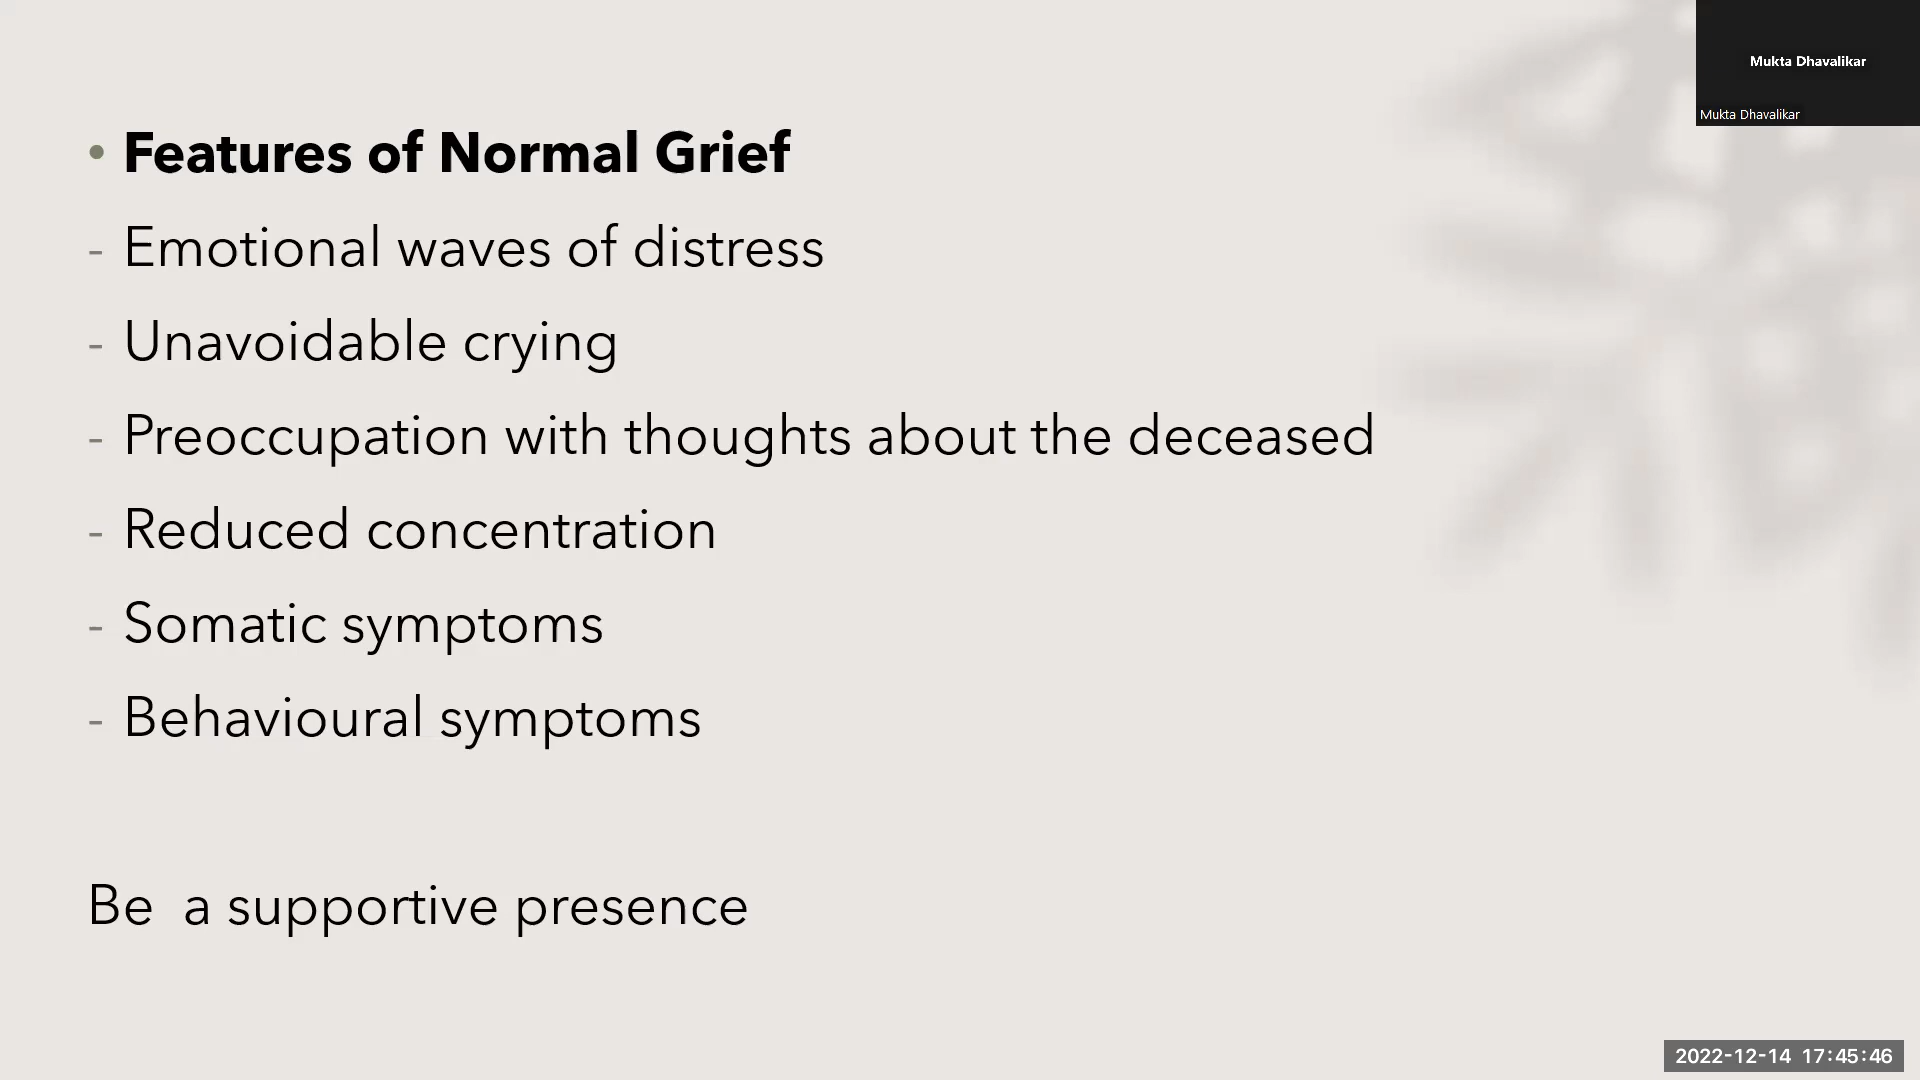 Mukta Dhavalikar
Mukta Dhavalikar
• Features of Normal Grief
- Emotional waves of distress
- Unavoidable crying
- Preoccupation with thoughts about the deceased
- Reduced concentration
- Somatic symptoms
- Behavioural symptoms
Be  a supportive presence
2022-12-14 17:45:46